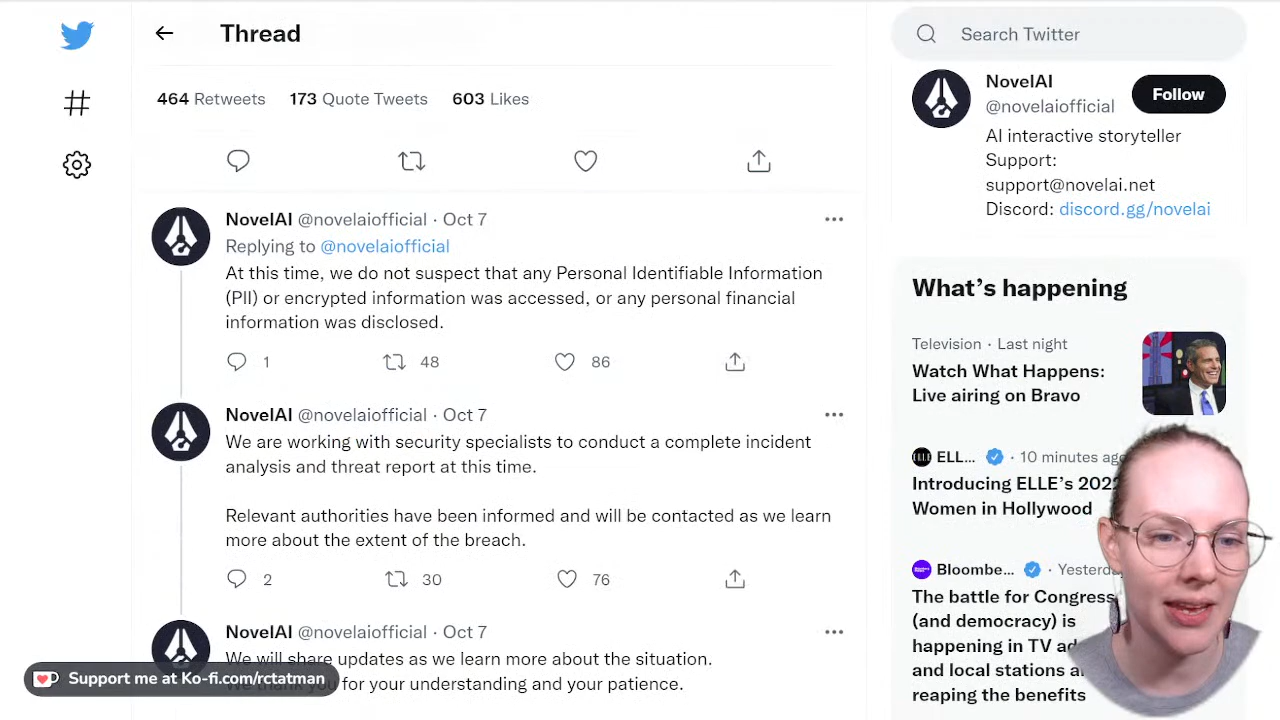 Thread
464 Retweets 173 Quote Tweets 603 Likes
NovelAI @novelaiofficial · Oct 7
Replying to @novelaiofficial
At this time, we do not suspect that any Personal Identifiable Information
(PII) or encrypted information was accessed, or any personal financial
information was disclosed.
1 48 86
NovelAI @novelaiofficial · Oct 7
We are working with security specialists to conduct a complete incident
analysis and threat report at this time.
Relevant authorities have been informed and will be contacted as we learn
more about the extent of the breach.
2 30 76
NovelAI @novelaiofficial · Oct 7
We will share updates as we learn more about the situation.
you for your understanding and your patience.
Support me at Ko-fi.com/rctatman
Search Twitter
NovelAI
@novelaiofficial
Follow
AI interactive storyteller
Support:
support@novelai.net
Discord: discord.gg/novelai
What's happening
Television · Last night
Watch What Happens:
Live airing on Bravo
ELL... · 10 minutes ago
Introducing ELLE's 2022
Women in Hollywood
Bloombe... ·
The battle for Congress
(and democracy) is
happening in TV
and local stations
reaping the benefits